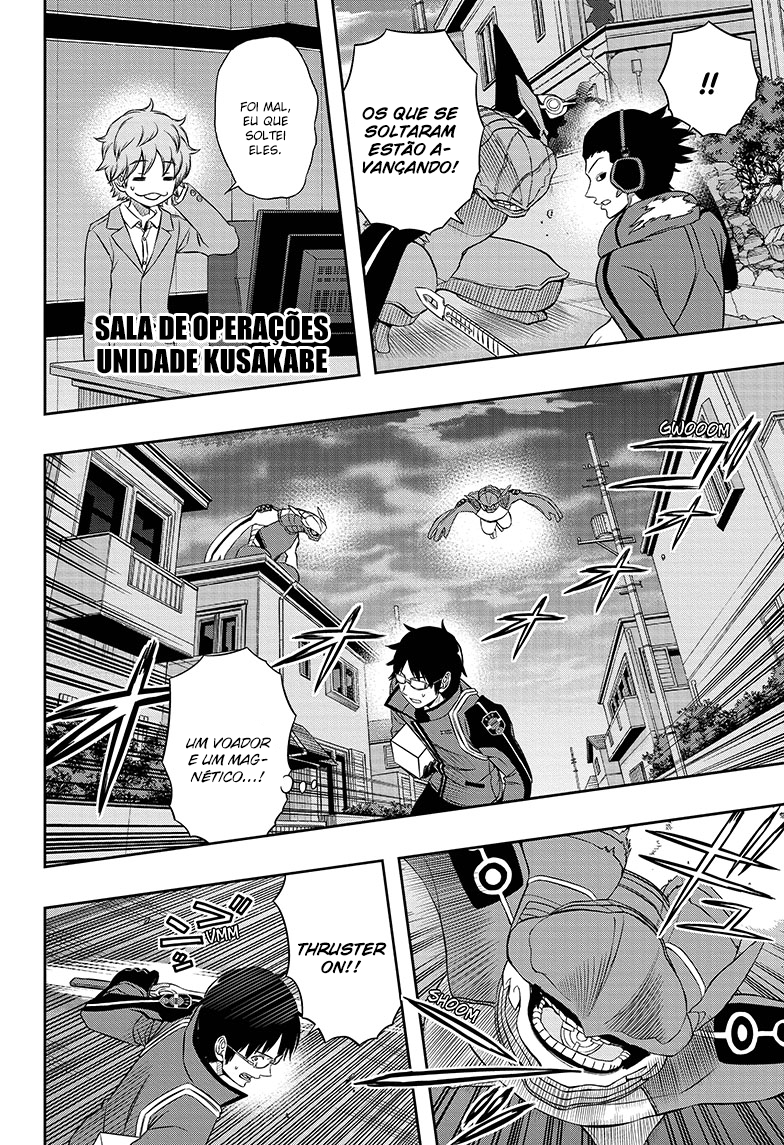 !!
OS QUE SE
SOLTARAM
ESTÃO A-
VANÇANDO!
FOI MAL,
EU QUE
SOLTEI
ELES.
SALA DE OPERAÇÕES
UNIDADE KUSAKABE
GWOOOM
UM VOADOR
E UM MAG-
NÉTICO...!
SHOOM
THRUSTER
ON!!
VMM